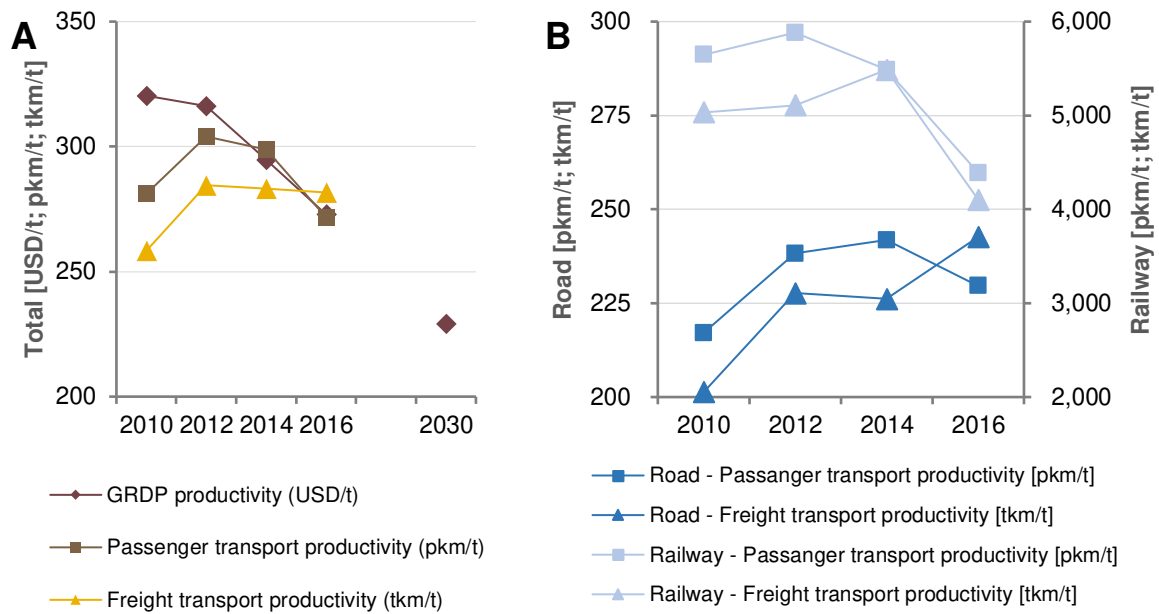 A
Total [USD/t; pkm/t; tkm/t]
350
300
250
200
2010 2012 2014 2016 2030
GRDP productivity (USD/t)
Passenger transport productivity (pkm/t)
Freight transport productivity (tkm/t)
B
Road [pkm/t; tkm/t]
300
275
250
225
200
6,000
5,000
4,000
3,000
2,000
Railway [pkm/t; tkm/t]
2010 2012 2014 2016
Road - Passanger transport productivity [pkm/t]
Road - Freight transport productivity [tkm/t]
Railway - Passanger transport productivity [pkm/t]
Railway - Freight transport productivity [tkm/t]